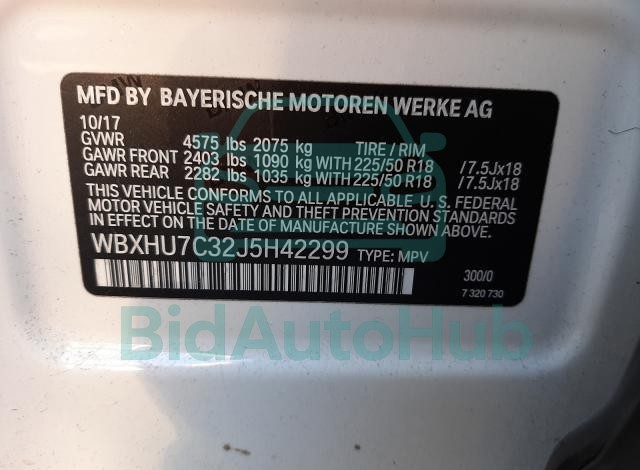 MFD BY BAYERISCHE MOTOREN WERKE AG
10/17
GVWR 4575 lbs 2075 kg TIRE / RIM
GAWR FRONT 2403 lbs 1090 kg WITH 225/50 R18 /7.5Jx18
GAWR REAR 2282 lbs 1035 kg WITH 225/50 R18 /7.5Jx18
THIS VEHICLE CONFORMS TO ALL APPLICABLE U. S. FEDERAL
MOTOR VEHICLE SAFETY AND THEFT PREVENTION STANDARDS
IN EFFECT ON THE DATE OF MANUFACTURE SHOWN ABOVE.
WBXHU7C32J5H42299 TYPE: MPV
300/0
7 320 730
BidAutoHub